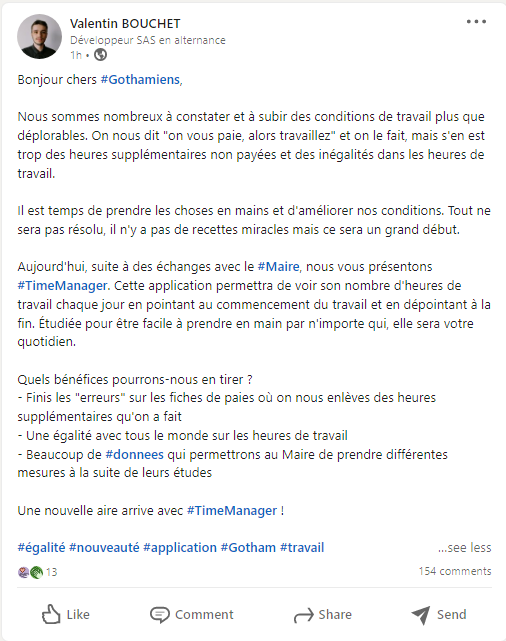 Valentin BOUCHET
Développeur SAS en alternance
1h •
Bonjour chers #Gothamiens,
Nous sommes nombreux à constater et à subir des conditions de travail plus que
déplorables. On nous dit "on vous paie, alors travaillez" et on le fait, mais s'en est
trop des heures supplémentaires non payées et des inégalités dans les heures de
travail.
Il est temps de prendre les choses en mains et d'améliorer nos conditions. Tout ne
sera pas résolu, il n'y a pas de recettes miracles mais ce sera un grand début.
Aujourd'hui, suite à des échanges avec le #Maire, nous vous présentons
#TimeManager. Cette application permettra de voir son nombre d'heures de
travail chaque jour en pointant au commencement du travail et en dépointant à la
fin. Étudiée pour être facile à prendre en main par n'importe qui, elle sera votre
quotidien.
Quels bénéfices pourrons-nous en tirer ?
- Finis les "erreurs" sur les fiches de paies où on nous enlèves des heures
supplémentaires qu'on a fait
- Une égalité avec tous le monde sur les heures de travail
- Beaucoup de #donnees qui permettrons au Maire de prendre différentes
mesures à la suite de leurs études
Une nouvelle aire arrive avec #TimeManager !
#égalité #nouveauté #application #Gotham #travail ...see less
13 154 comments
Like Comment Share Send